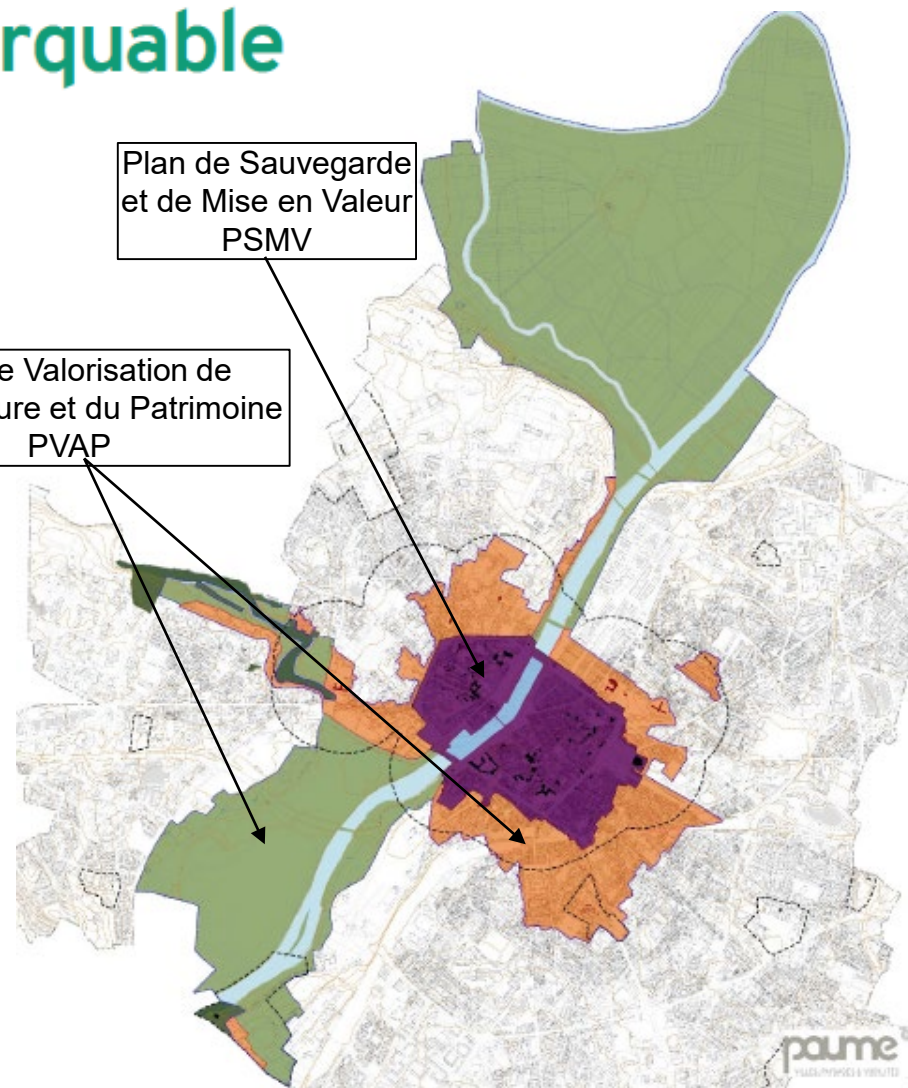 rquable
Plan de Sauvegarde
et de Mise en Valeur
PSMV
e Valorisation de
ure et du Patrimoine
PVAP
paume